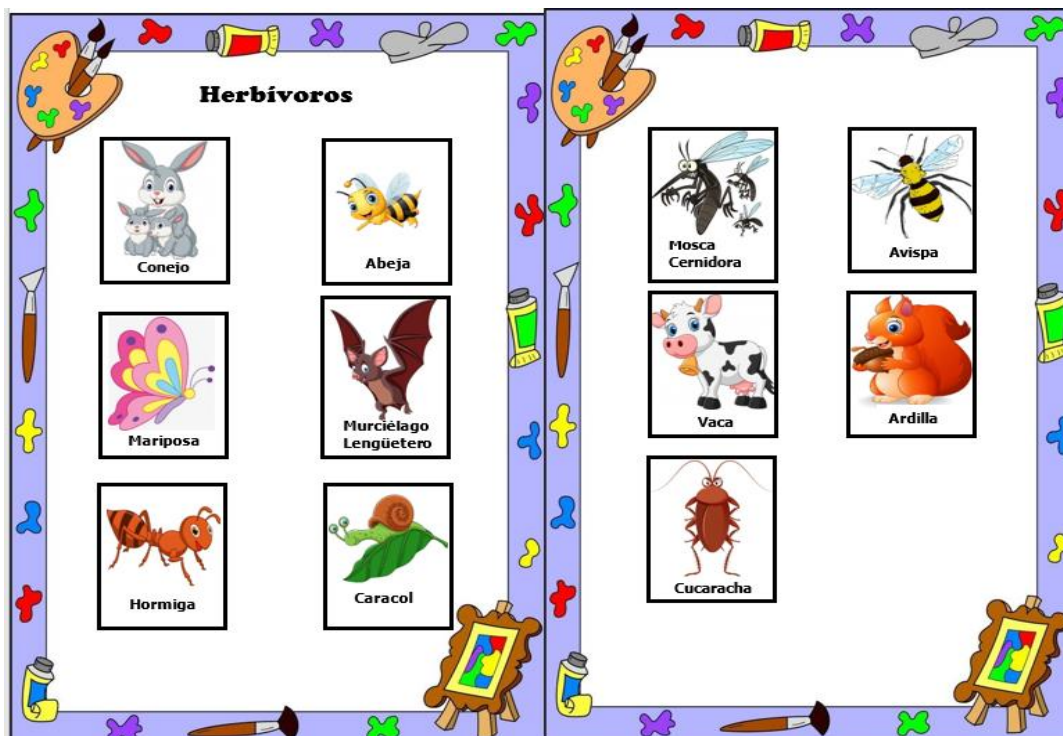 Herbívoros
Conejo
Abeja
Mariposa
Murciélago
Lengüetero
Hormiga
Caracol
Mosca
Cernidora
Avispa
Vaca
Ardilla
Cucaracha